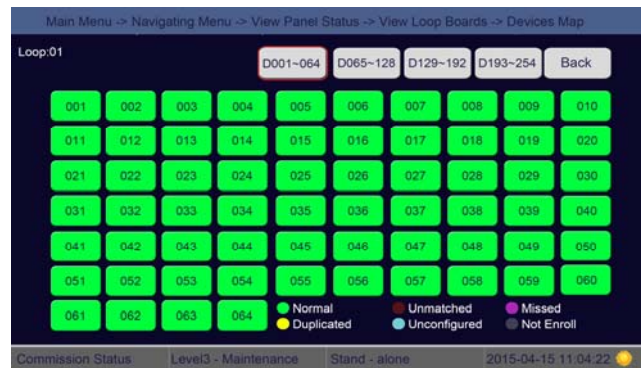 Main Menu -> Navigating Menu -> View Panel Status -> View Loop Boards -> Devices Map
Loop:01
D001~064 D065~128 D129~192 D193~254 Back
001 002 003 004 005 006 007 008 009 010
011 012 013 014 015 016 017 018 019 020
021 022 023 024 025 026 027 028 029 030
031 032 033 034 035 036 037 038 039 040
041 042 043 044 045 046 047 048 049 050
051 052 053 054 055 056 057 058 059 060
061 062 063 064
Normal Unmatched Missed
Duplicated Unconfigured Not Enroll
Commission Status Level3 - Maintenance Stand - alone 2015-04-15 11:04:22